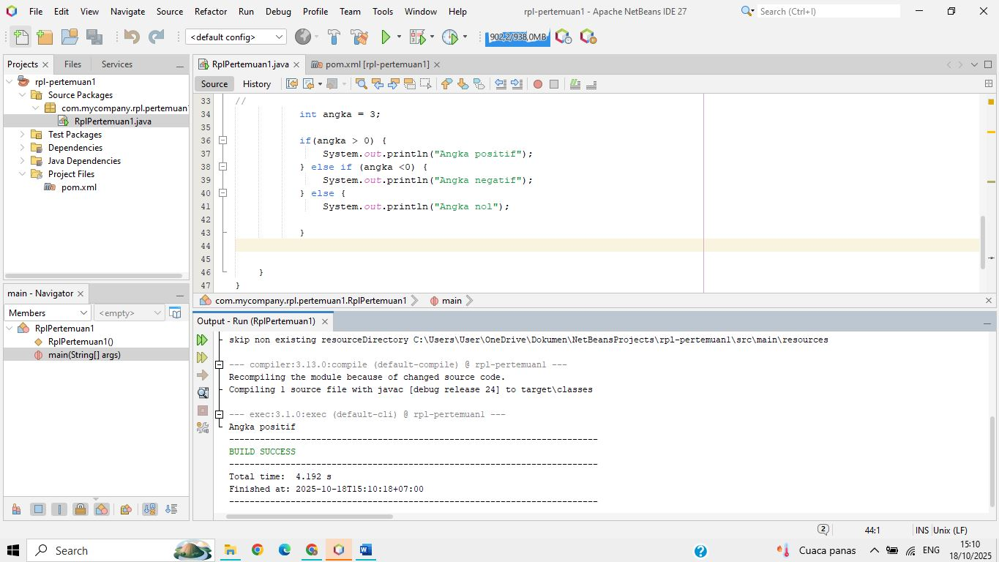 File Edit View Navigate Source Refactor Run Debug Profile Team Tools Window Help
rpl-pertemuan1 - Apache NetBeans IDE 27
Search (Ctrl+I)
<default config>
902,2/938,0MB
Projects Files Services
rpl-pertemuan1
Source Packages
com.mycompany.rpl.pertemuan1
RplPertemuan1.java
Test Packages
Dependencies
Java Dependencies
Project Files
pom.xml
main - Navigator
Members <empty>
RplPertemuan1
RplPertemuan1()
main(String[] args)
RplPertemuan1.java pom.xml [rpl-pertemuan1]
Source History
33 //
34 int angka = 3;
35
36 if(angka > 0) {
37 System.out.println("Angka positif");
38 } else if (angka <0) {
39 System.out.println("Angka negatif");
40 } else {
41 System.out.println("Angka nol");
42
43 }
44
45
46 }
47 }
com.mycompany.rpl.pertemuan1.RplPertemuan1 main
Output - Run (RplPertemuan1)
skip non existing resourceDirectory C:\Users\User\OneDrive\Dokumen\NetBeansProjects\rpl-pertemuan1\src\main\resources
--- compiler:3.13.0:compile (default-compile) @ rpl-pertemuan1 ---
Recompiling the module because of changed source code.
Compiling 1 source file with javac [debug release 24] to target\classes
--- exec:3.1.0:exec (default-cli) @ rpl-pertemuan1 ---
Angka positif
------------------------------------------------------------------------
BUILD SUCCESS
------------------------------------------------------------------------
Total time:  4.192 s
Finished at: 2025-10-18T15:10:18+07:00
------------------------------------------------------------------------
2 44:1 INS Unix (LF)
Search
Cuaca panas ENG
15:10
18/10/2025